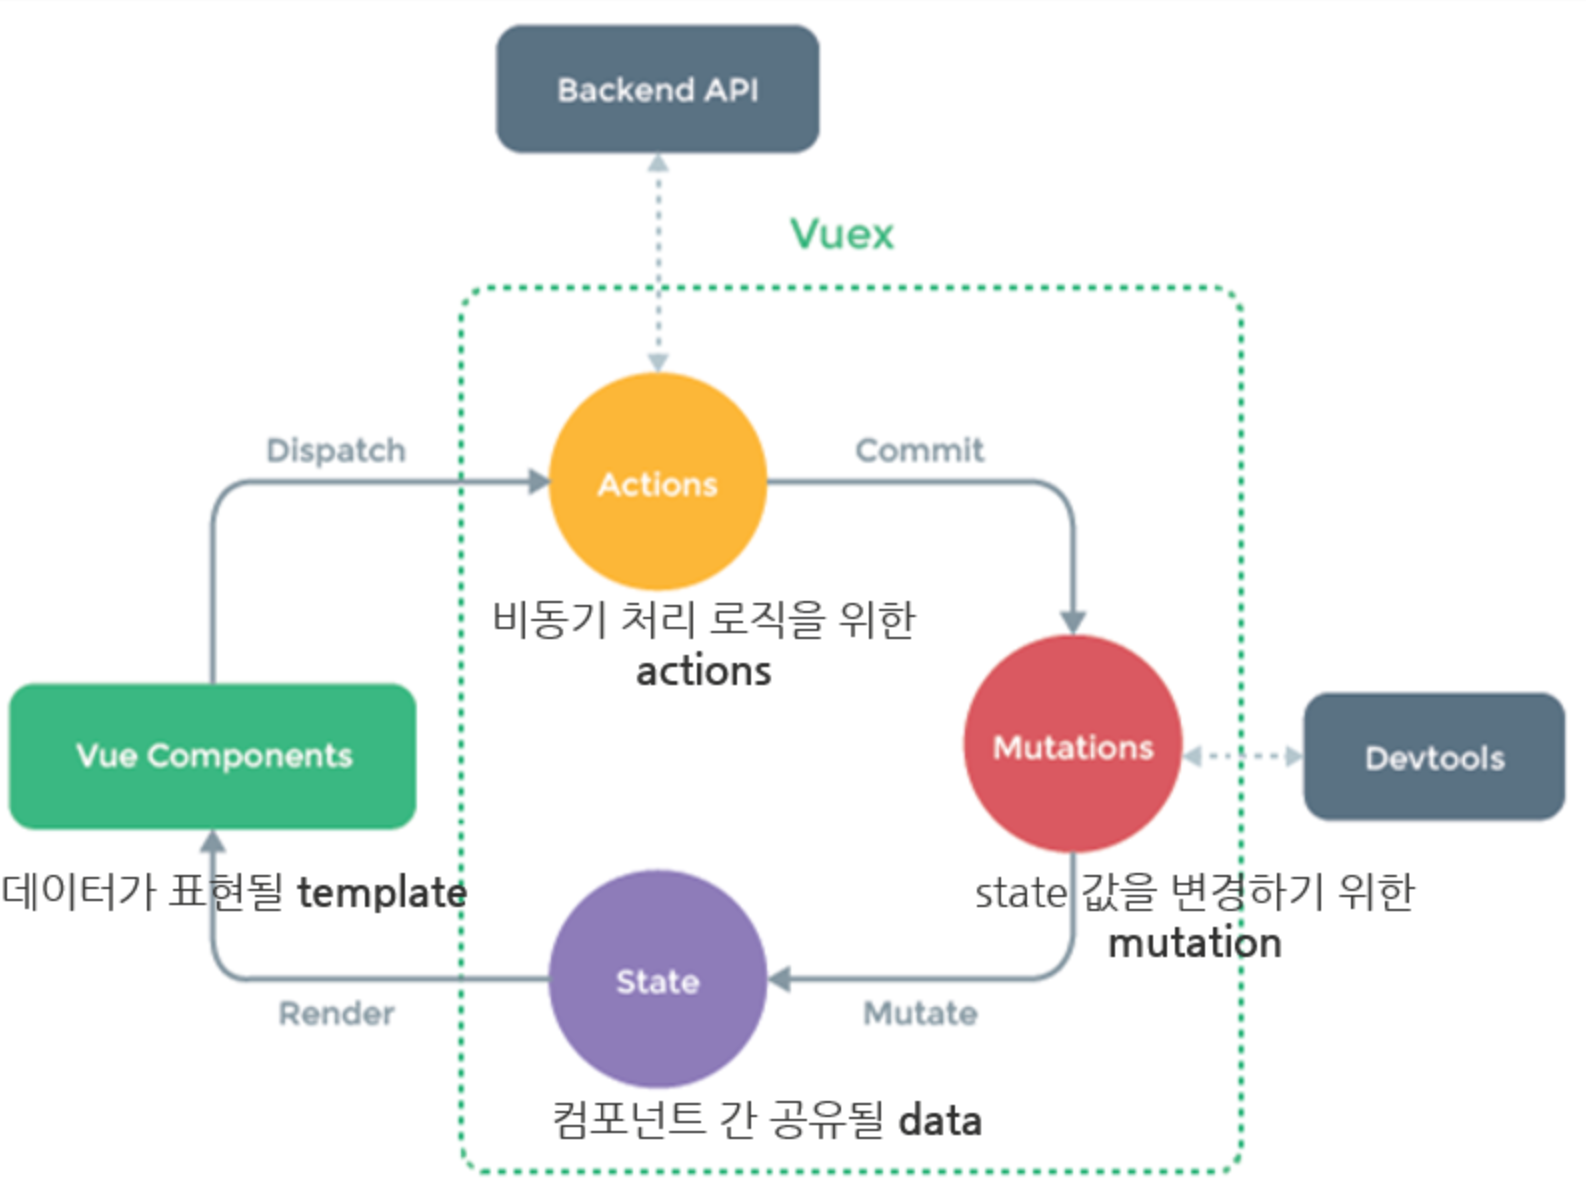 Backend API
Vuex
Dispatch
Commit
Actions
비동기 처리 로직을 위한
actions
Vue Components
Mutations
Devtools
데이터가 표현될 template
state 값을 변경하기 위한
mutation
State
Render
Mutate
컴포넌트 간 공유될 data